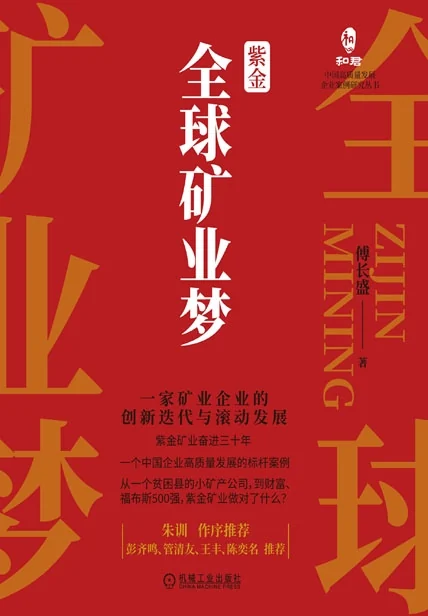 紫金
全球矿业梦
和君
中国高质量发展
企业案例研究丛书
全球
矿业梦
ZIJIN
MINING
傅长盛
著
一家矿业企业的
创新迭代与滚动发展
紫金矿业奋进三十年
一个中国企业高质量发展的标杆案例
从一个贫困县的小矿产公司,到财富、
福布斯500强,紫金矿业做对了什么?
朱训 作序推荐
彭齐鸣、管清友、王丰、陈奕名 推荐
机械工业出版社
CHINA MACHINE PRESS